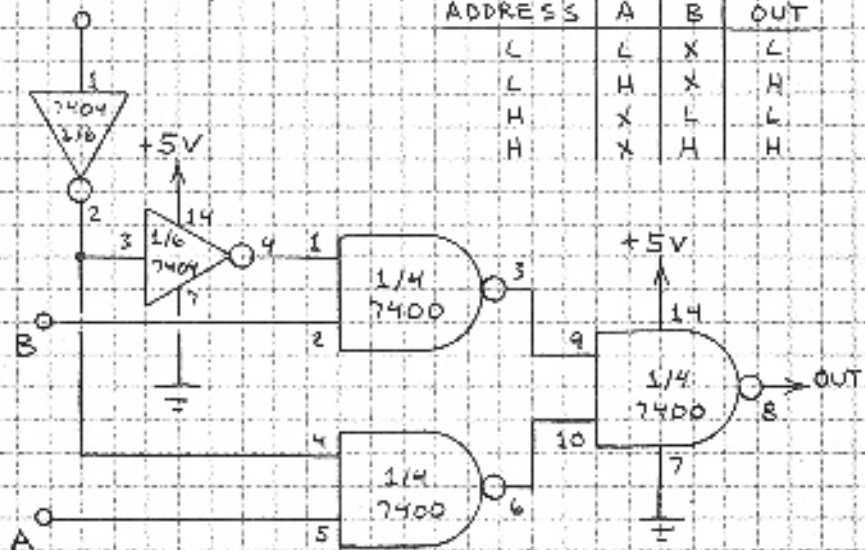 ADDRESS A B OUT
L L X L
L H X H
H X L L
H X H H
1
7404
1/6
2
+5V
14
3
1/6
7404
4
7
1
1/4
7400
3
B
2
+5V
14
9
1/4
7400
OUT
8
10
7
4
1/4
7400
6
A
5